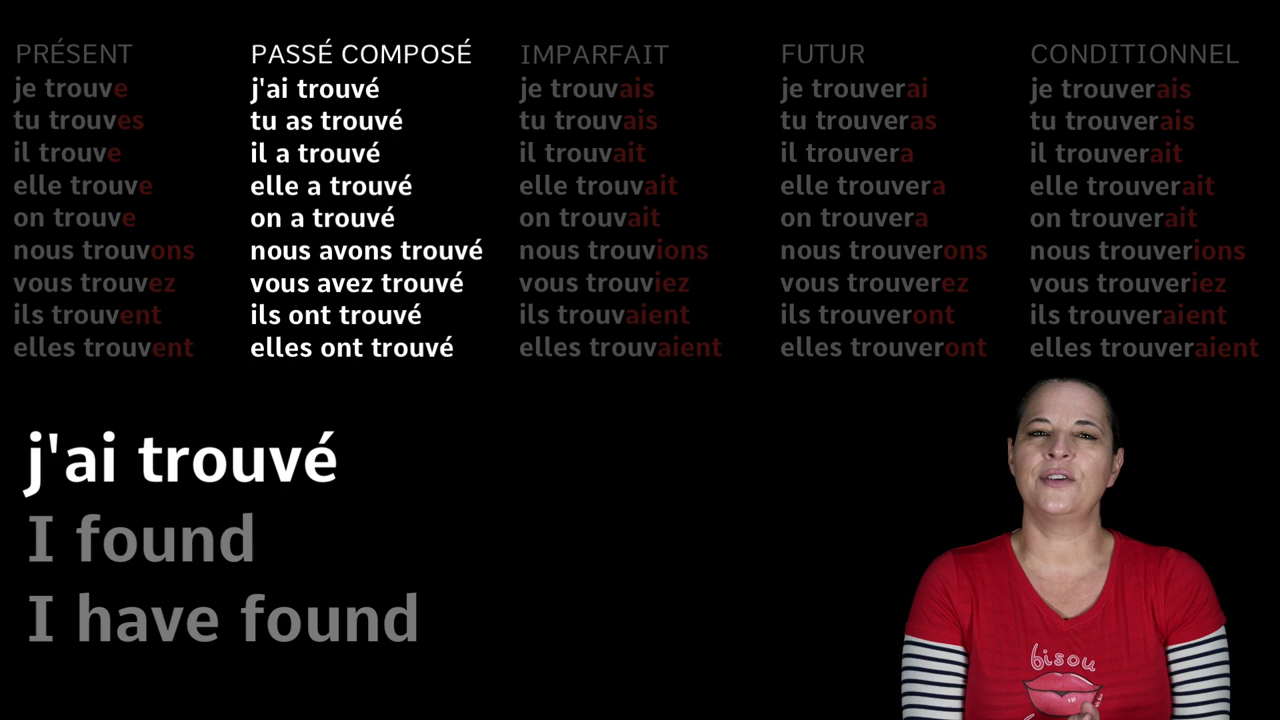 PRÉSENT
je trouve
tu trouves
il trouve
elle trouve
on trouve
nous trouvons
vous trouvez
ils trouvent
elles trouvent
PASSÉ COMPOSÉ
j'ai trouvé
tu as trouvé
il a trouvé
elle a trouvé
on a trouvé
nous avons trouvé
vous avez trouvé
ils ont trouvé
elles ont trouvé
IMPARFAIT
je trouvais
tu trouvais
il trouvait
elle trouvait
on trouvait
nous trouvions
vous trouviez
ils trouvaient
elles trouvaient
FUTUR
je trouverai
tu trouveras
il trouvera
elle trouvera
on trouvera
nous trouverons
vous trouverez
ils trouveront
elles trouveront
CONDITIONNEL
je trouverais
tu trouverais
il trouverait
elle trouverait
on trouverait
nous trouverions
vous trouveriez
ils trouveraient
elles trouveraient
j'ai trouvé
I found
I have found
bisou